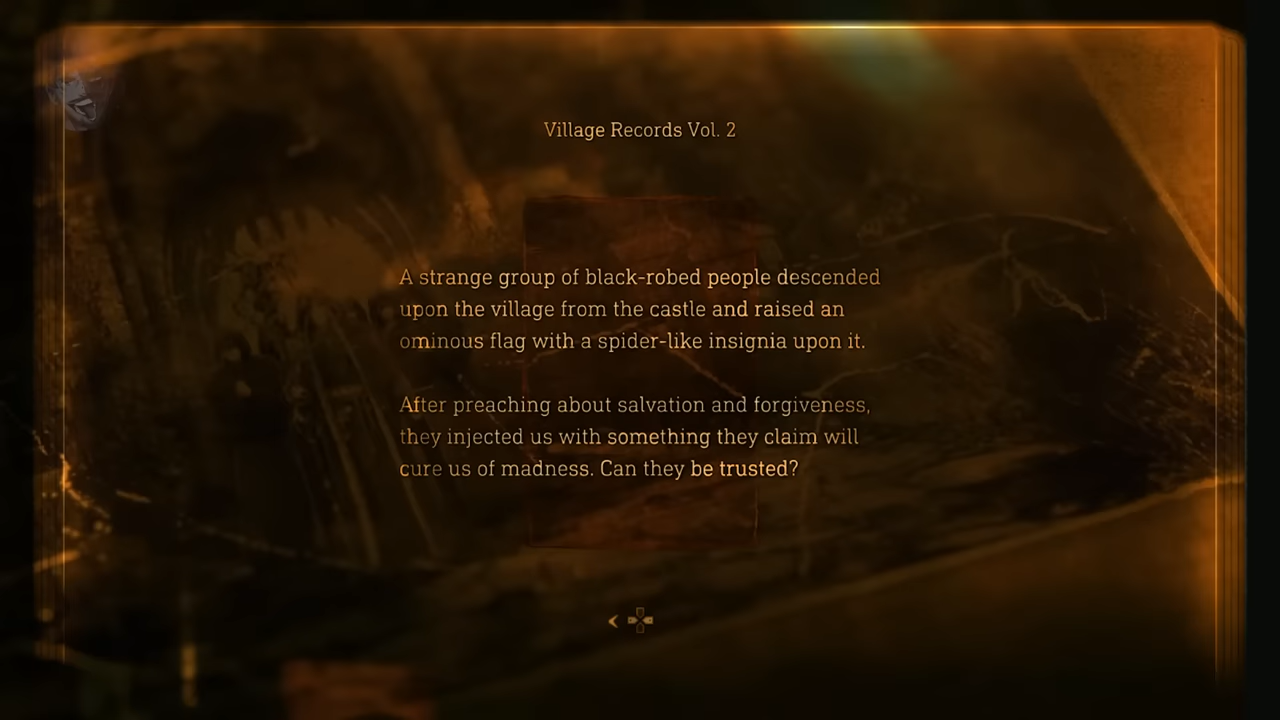 Village Records Vol. 2
A strange group of black-robed people descended
upon the village from the castle and raised an
ominous flag with a spider-like insignia upon it.
After preaching about salvation and forgiveness,
they injected us with something they claim will
cure us of madness. Can they be trusted?